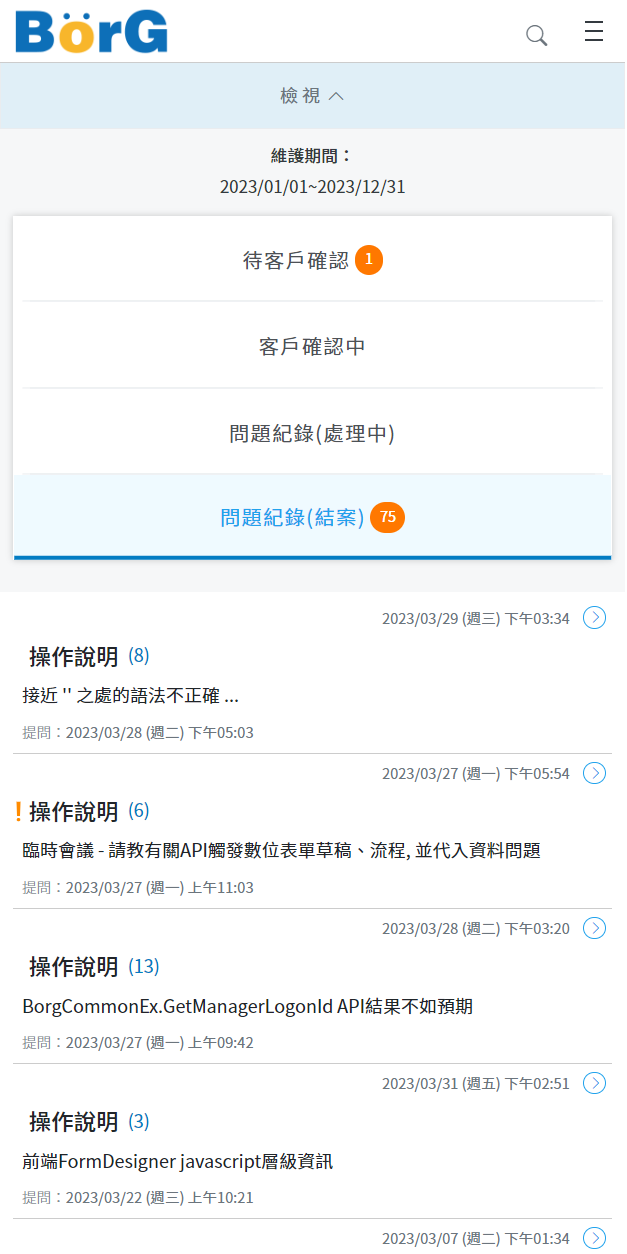 BörG
檢視
維護期間：
2023/01/01~2023/12/31
待客戶確認 1
客戶確認中
問題紀錄(處理中)
問題紀錄(結案) 75
2023/03/29 (週三) 下午03:34
操作說明 (8)
接近 '' 之處的語法不正確 ...
提問：2023/03/28 (週二) 下午05:03
2023/03/27 (週一) 下午05:54
! 操作說明 (6)
臨時會議 - 請教有關API觸發數位表單草稿、流程, 並代入資料問題
提問：2023/03/27 (週一) 上午11:03
2023/03/28 (週二) 下午03:20
操作說明 (13)
BorgCommonEx.GetManagerLogonId API結果不如預期
提問：2023/03/27 (週一) 上午09:42
2023/03/31 (週五) 下午02:51
操作說明 (3)
前端FormDesigner javascript層級資訊
提問：2023/03/22 (週三) 上午10:21
2023/03/07 (週二) 下午01:34